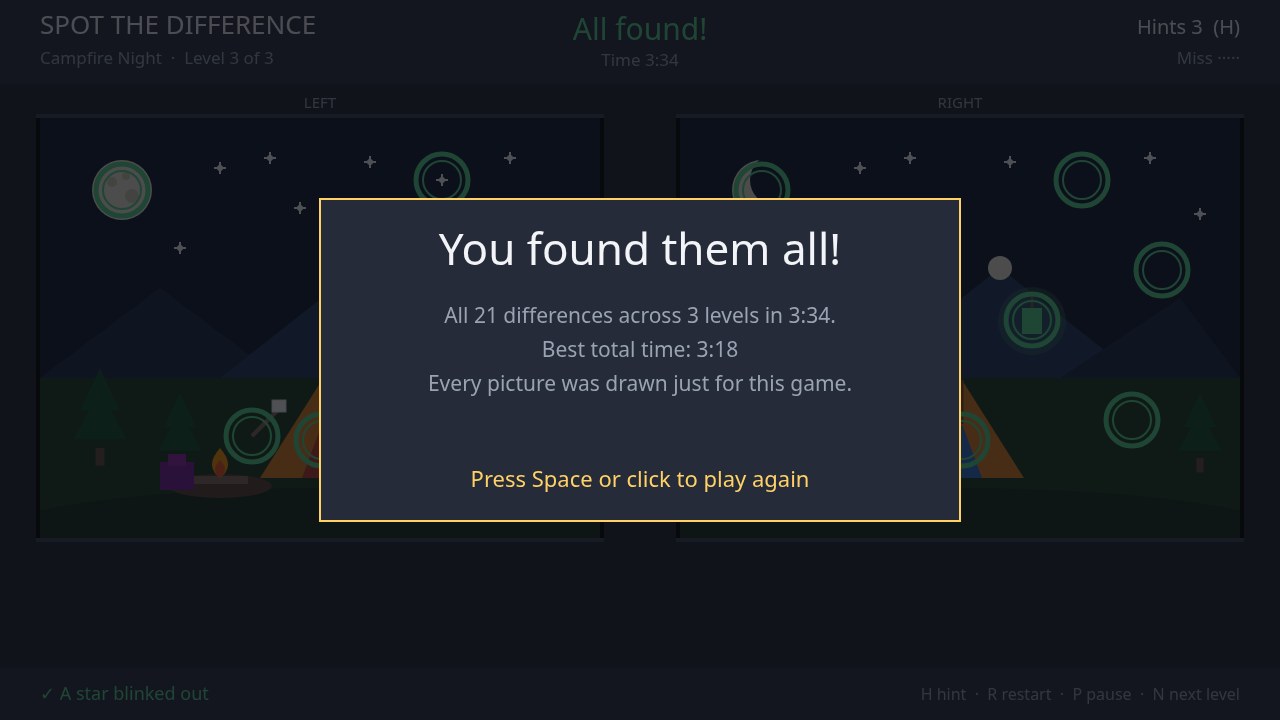 SPOT THE DIFFERENCE
Campfire Night · Level 3 of 3
All found!
Time 3:34
Hints 3 (H)
Miss ·····
LEFT
RIGHT
You found them all!
All 21 differences across 3 levels in 3:34.
Best total time: 3:18
Every picture was drawn just for this game.
Press Space or click to play again
✓ A star blinked out
H hint · R restart · P pause · N next level